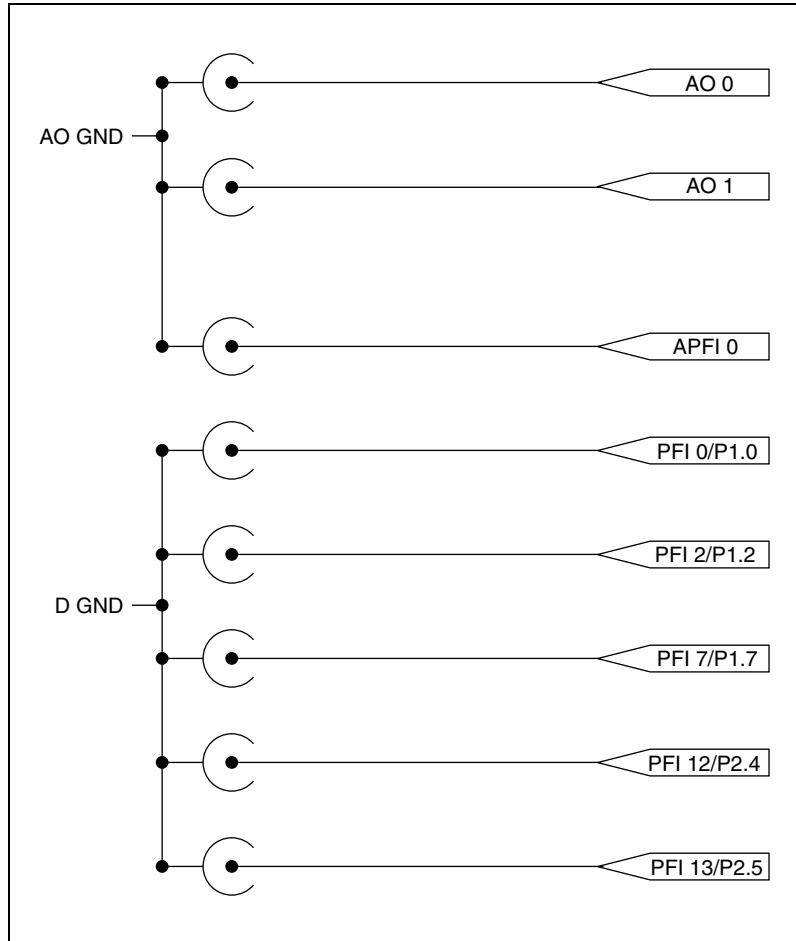 AO 0
AO GND
AO 1
APFI 0
PFI 0/P1.0
PFI 2/P1.2
D GND
PFI 7/P1.7
PFI 12/P2.4
PFI 13/P2.5